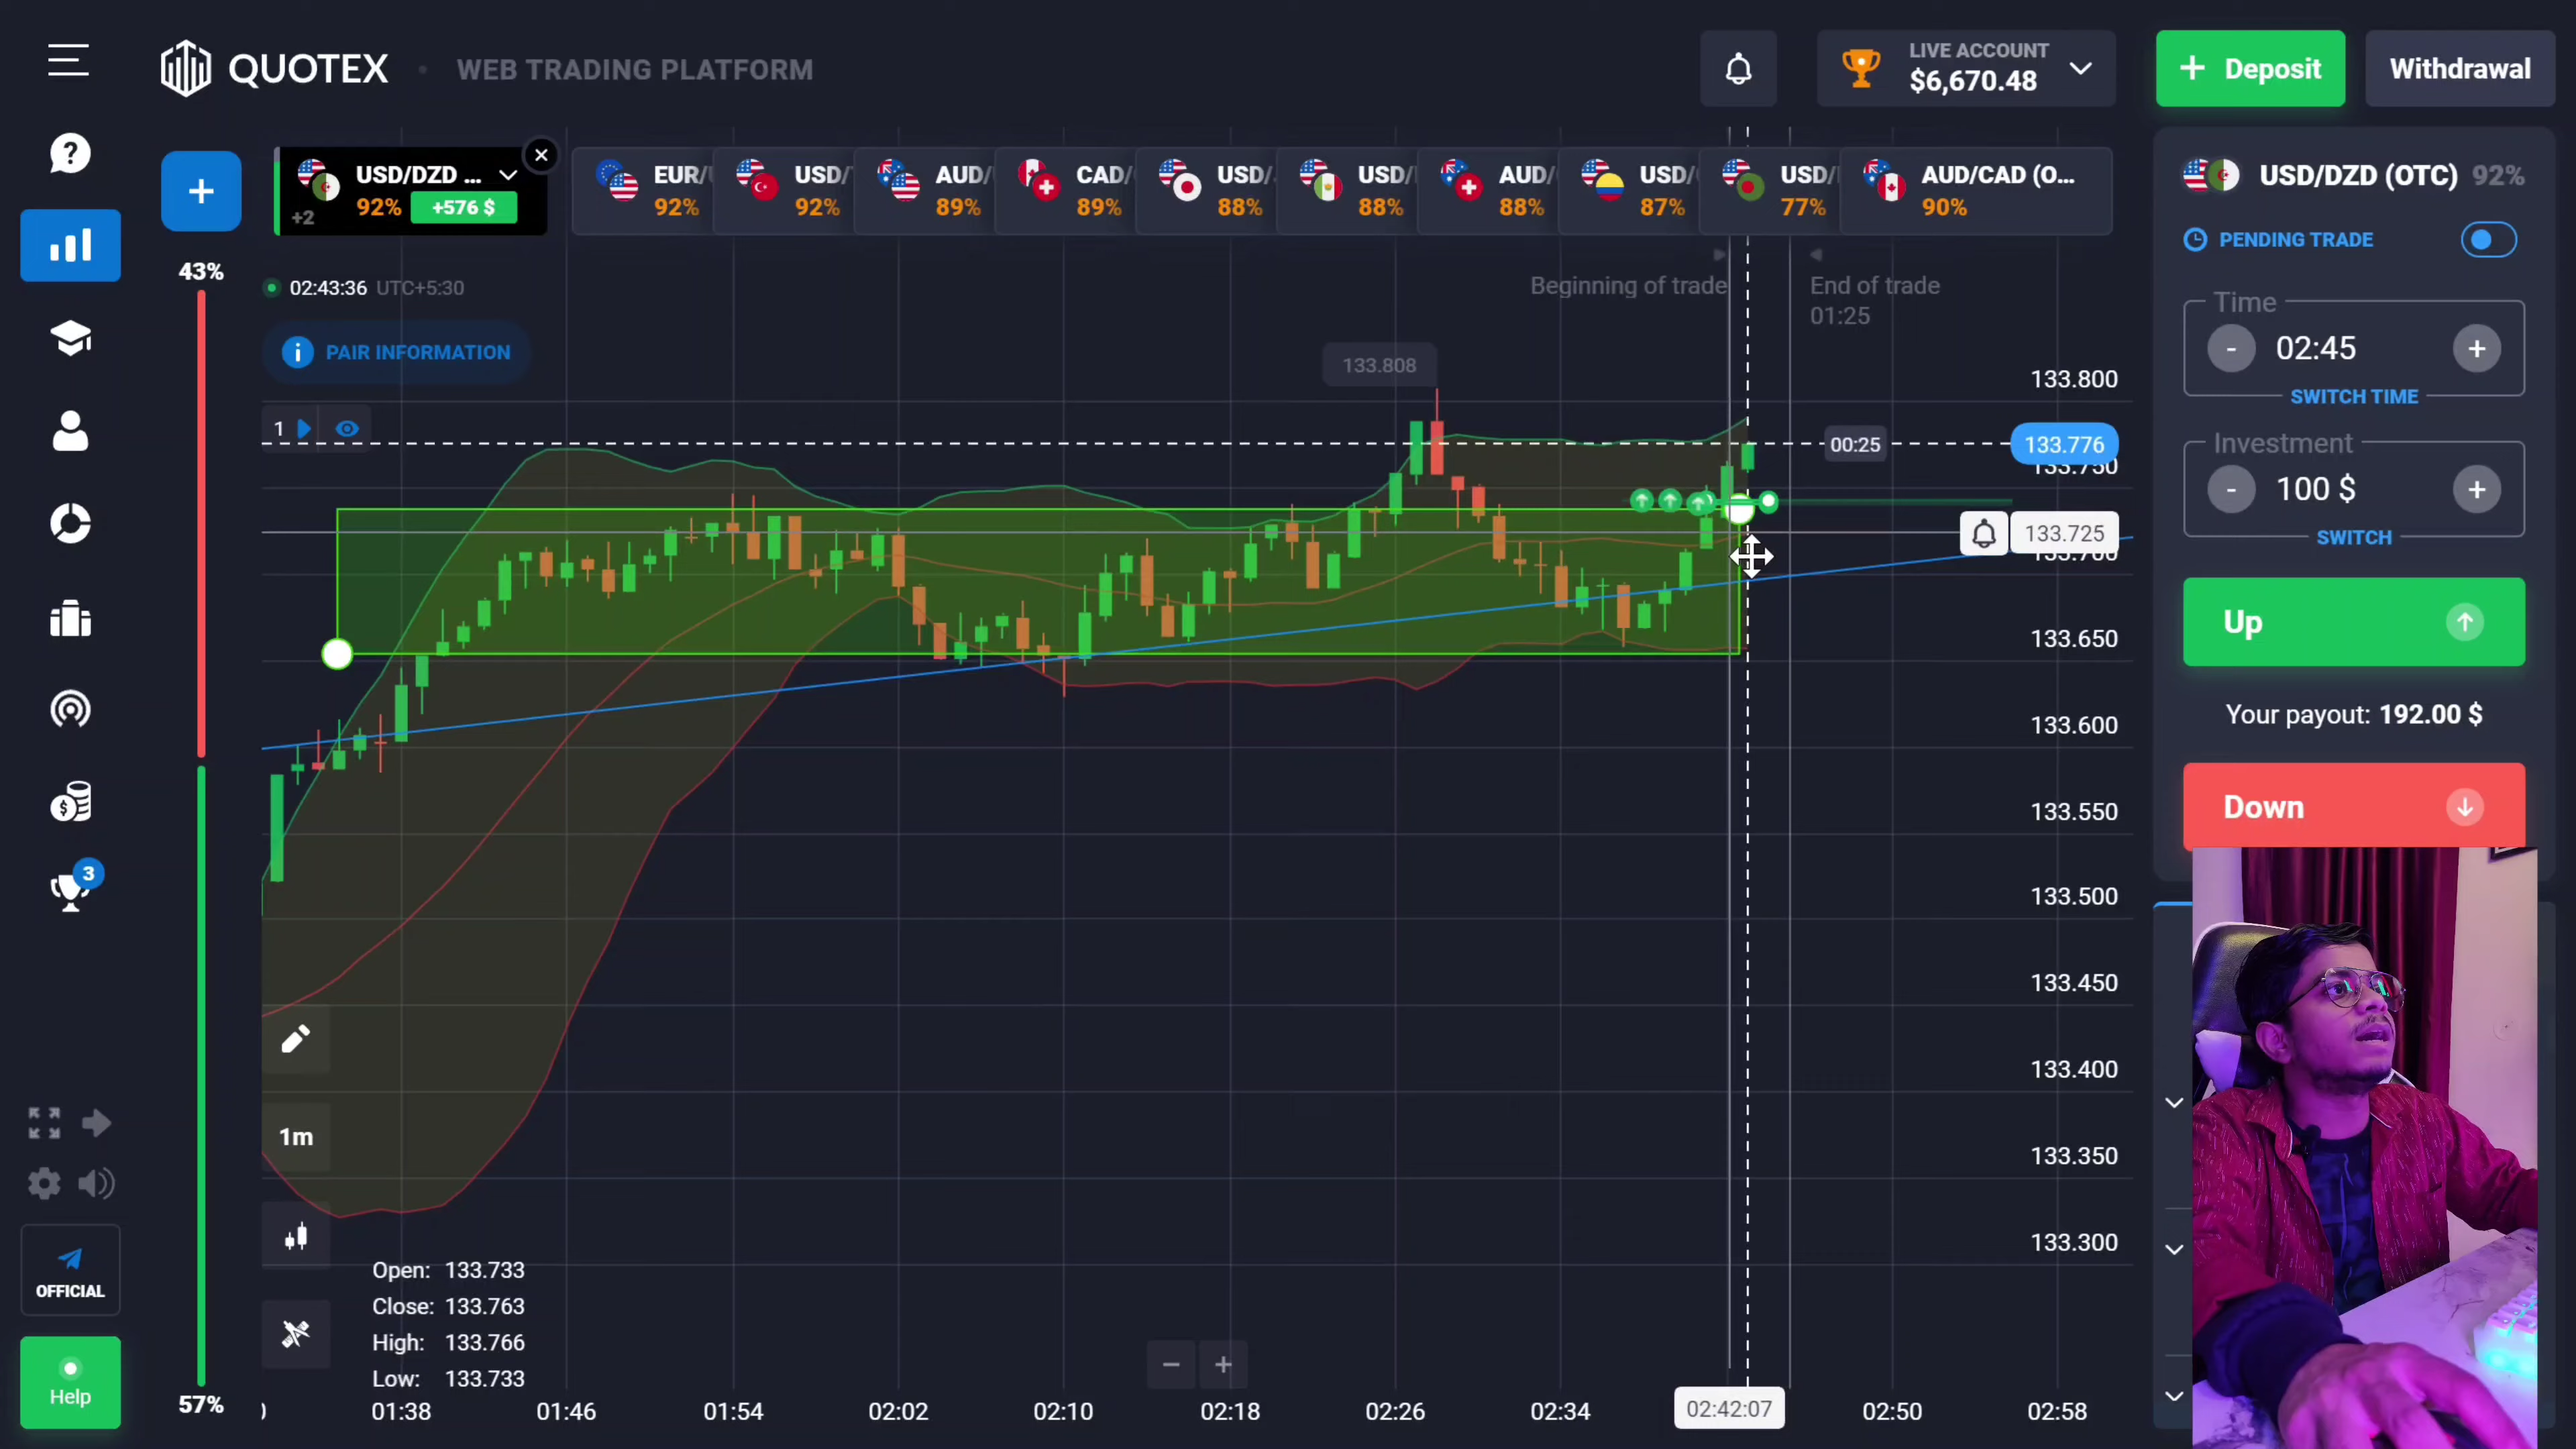 QUOTEX
WEB TRADING PLATFORM
LIVE ACCOUNT
$6,670.48
+ Deposit
Withdrawal
USD/DZD ...
92% +576 $
+2
EUR/U
92%
USD/
92%
AUD/
89%
CAD/
89%
USD/
88%
USD/
88%
AUD/
88%
USD/
87%
USD/
77%
AUD/CAD (O...
90%
USD/DZD (OTC) 92%
PENDING TRADE
Time
- 02:45 +
SWITCH TIME
Investment
- 100 $ +
SWITCH
Up
Your payout: 192.00 $
Down
43%
02:43:36 UTC+5:30
PAIR INFORMATION
1
Beginning of trade
End of trade
01:25
133.808
00:25
133.800
133.776
133.750
133.725
133.700
133.650
133.600
133.550
133.500
133.450
133.400
133.350
133.300
3
1m
OFFICIAL
Help
57%
Open: 133.733
Close: 133.763
High: 133.766
Low: 133.733
− +
01:38
01:46
01:54
02:02
02:10
02:18
02:26
02:34
02:42:07
02:50
02:58